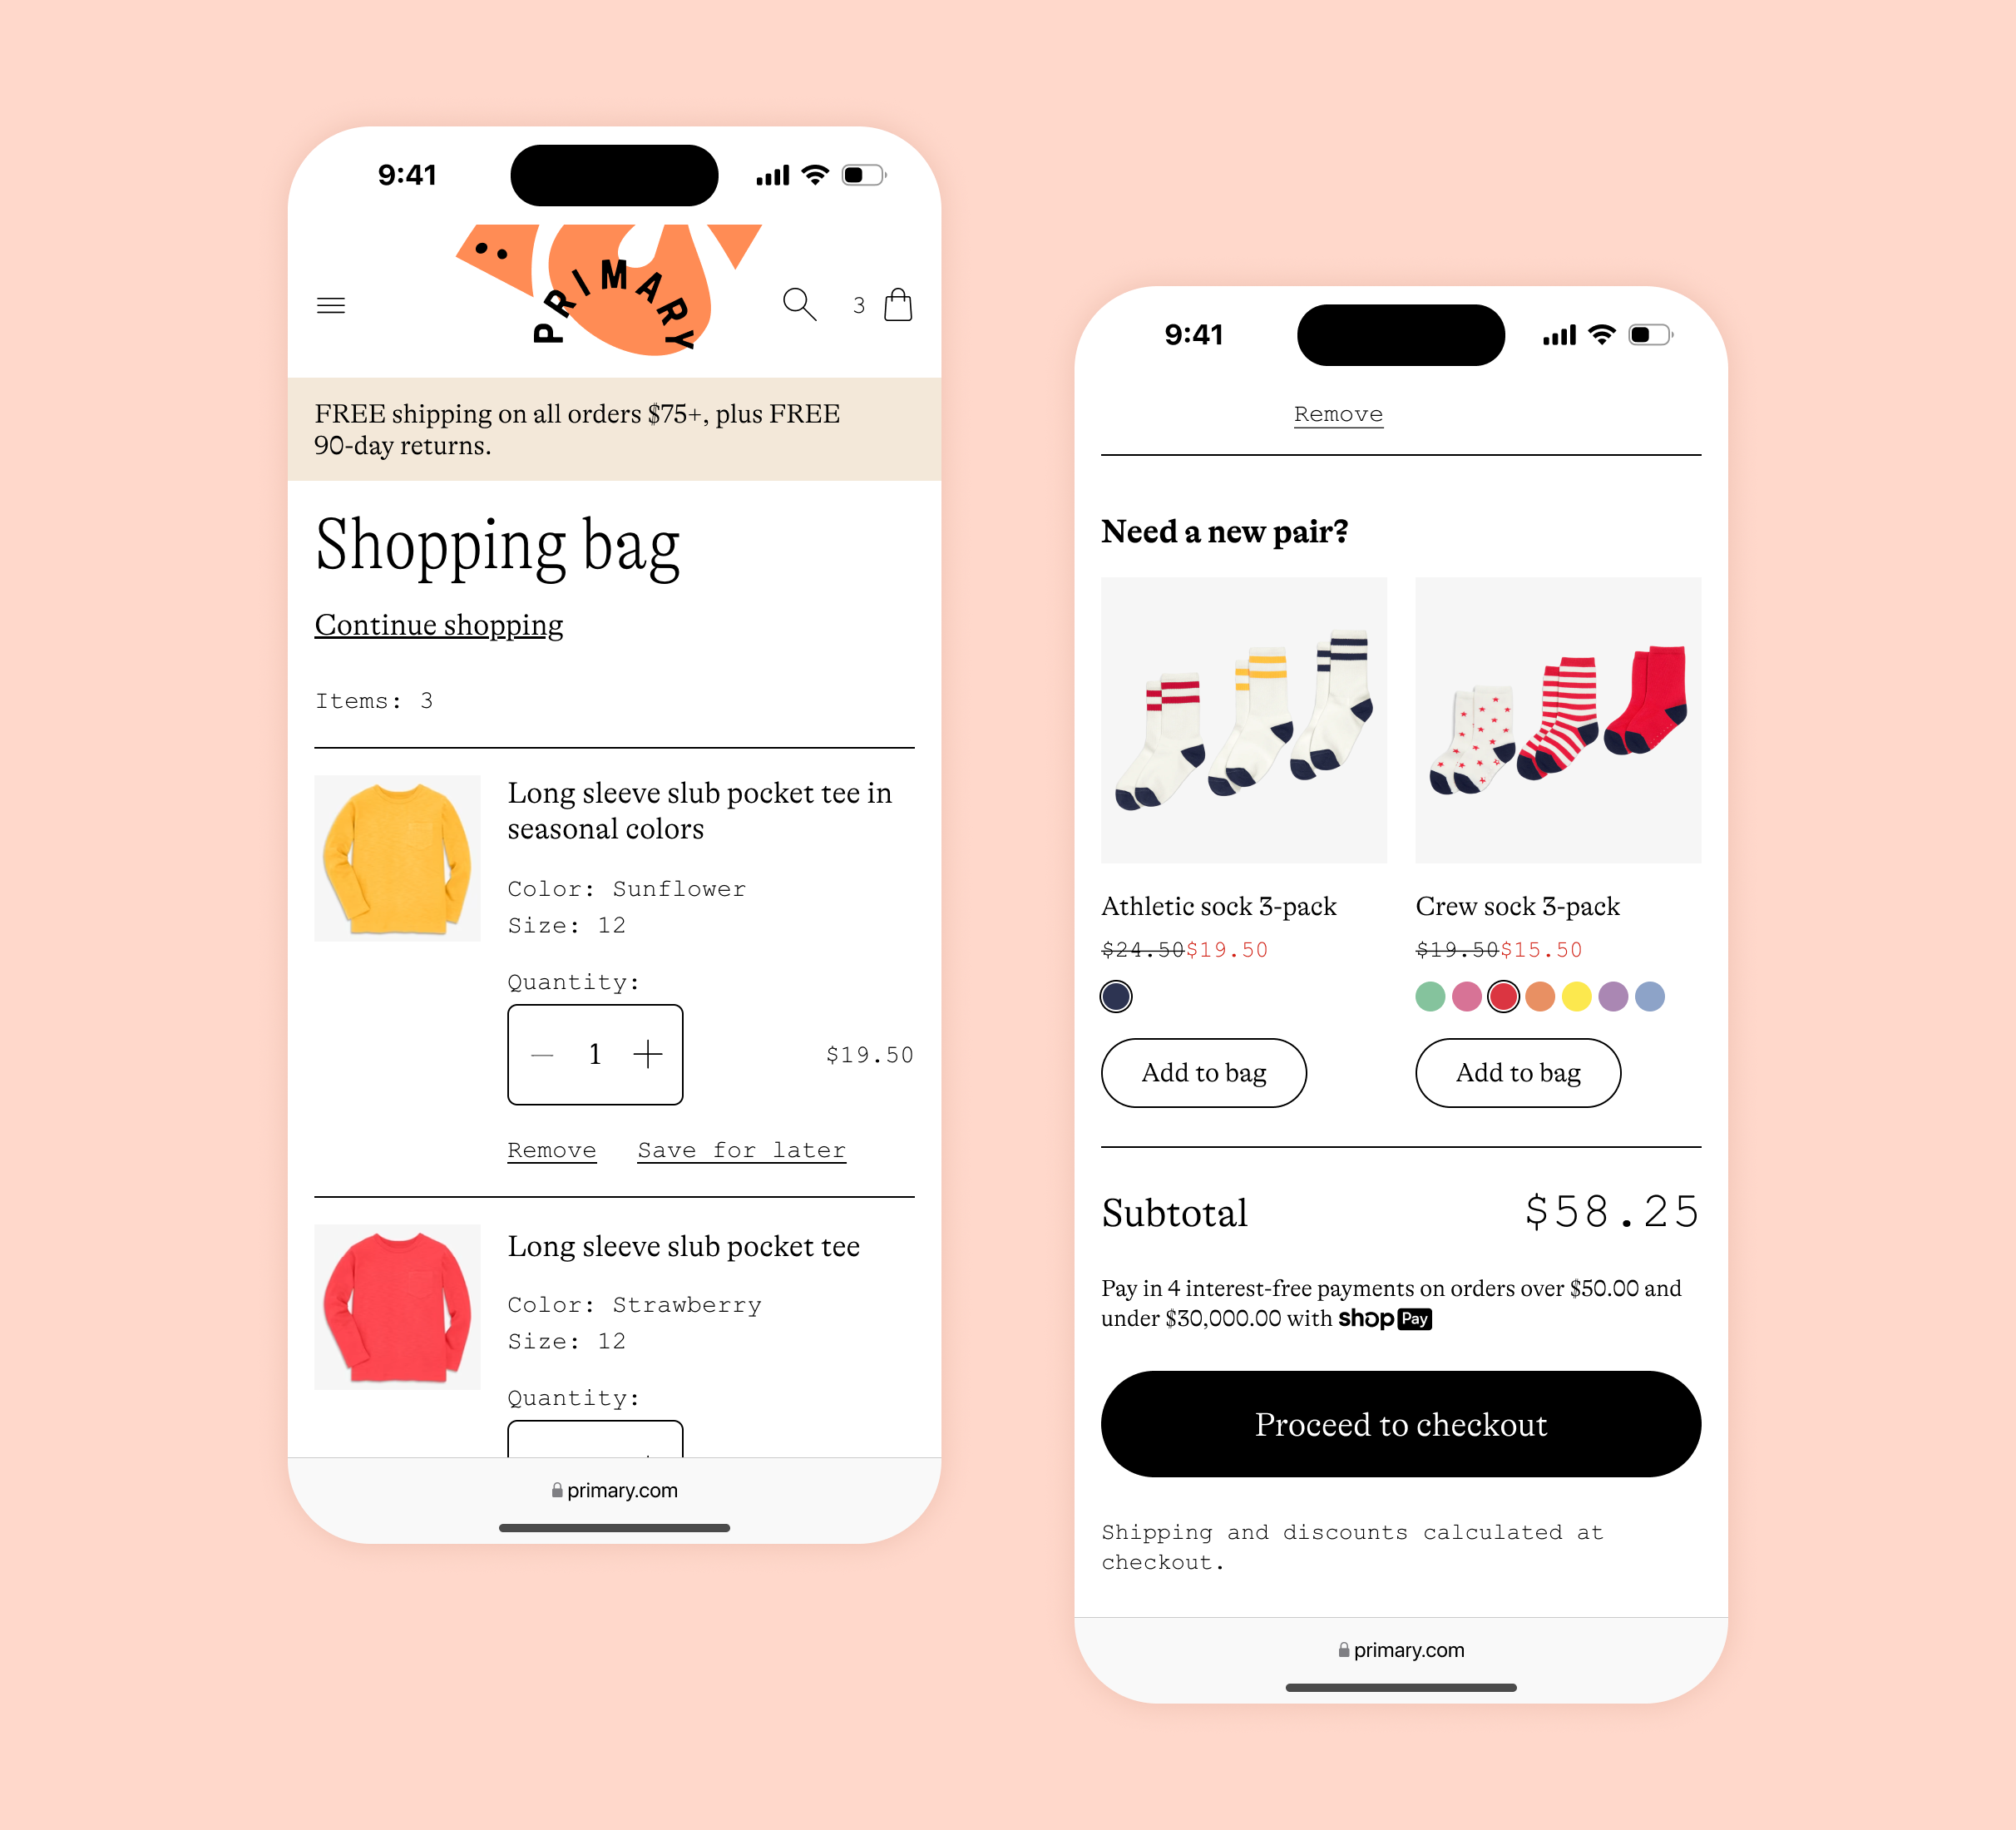 9:41
PRIMARY
3
FREE shipping on all orders $75+, plus FREE
90-day returns.
Shopping bag
Continue shopping
Items: 3
Long sleeve slub pocket tee in
seasonal colors
Color: Sunflower
Size: 12
Quantity:
1
$19.50
Remove Save for later
Long sleeve slub pocket tee
Color: Strawberry
Size: 12
Quantity:
primary.com
9:41
Remove
Need a new pair?
Athletic sock 3-pack
$24.50$19.50
Add to bag
Crew sock 3-pack
$19.50$15.50
Add to bag
Subtotal $58.25
Pay in 4 interest-free payments on orders over $50.00 and
under $30,000.00 with shop Pay
Proceed to checkout
Shipping and discounts calculated at
checkout.
primary.com